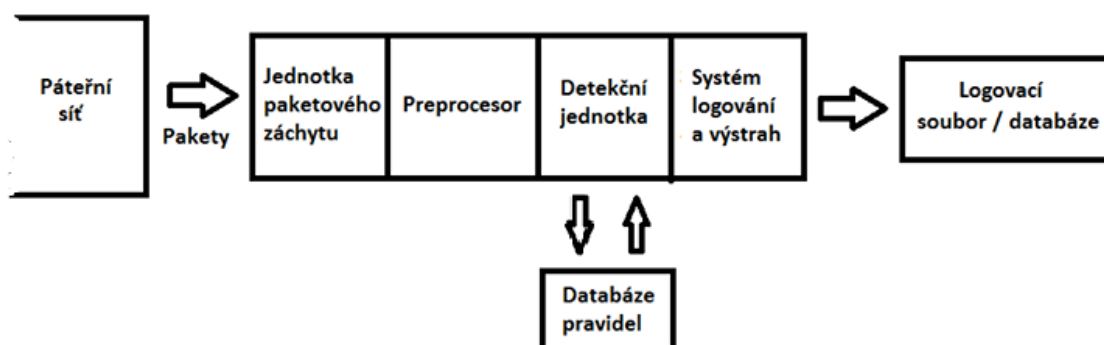 Páteřní
síť
Pakety
Jednotka
paketového
záchytu
Preprocesor
Detekční
jednotka
Systém
logování
a výstrah
Logovací
soubor / databáze
Databáze
pravidel